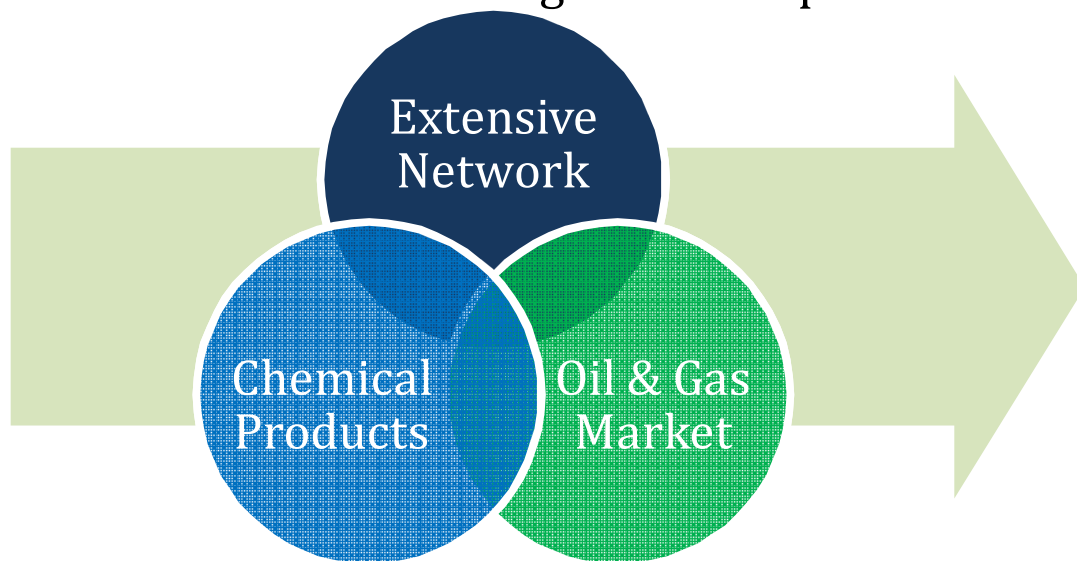 Extensive
Network
Chemical
Products
Oil & Gas
Market